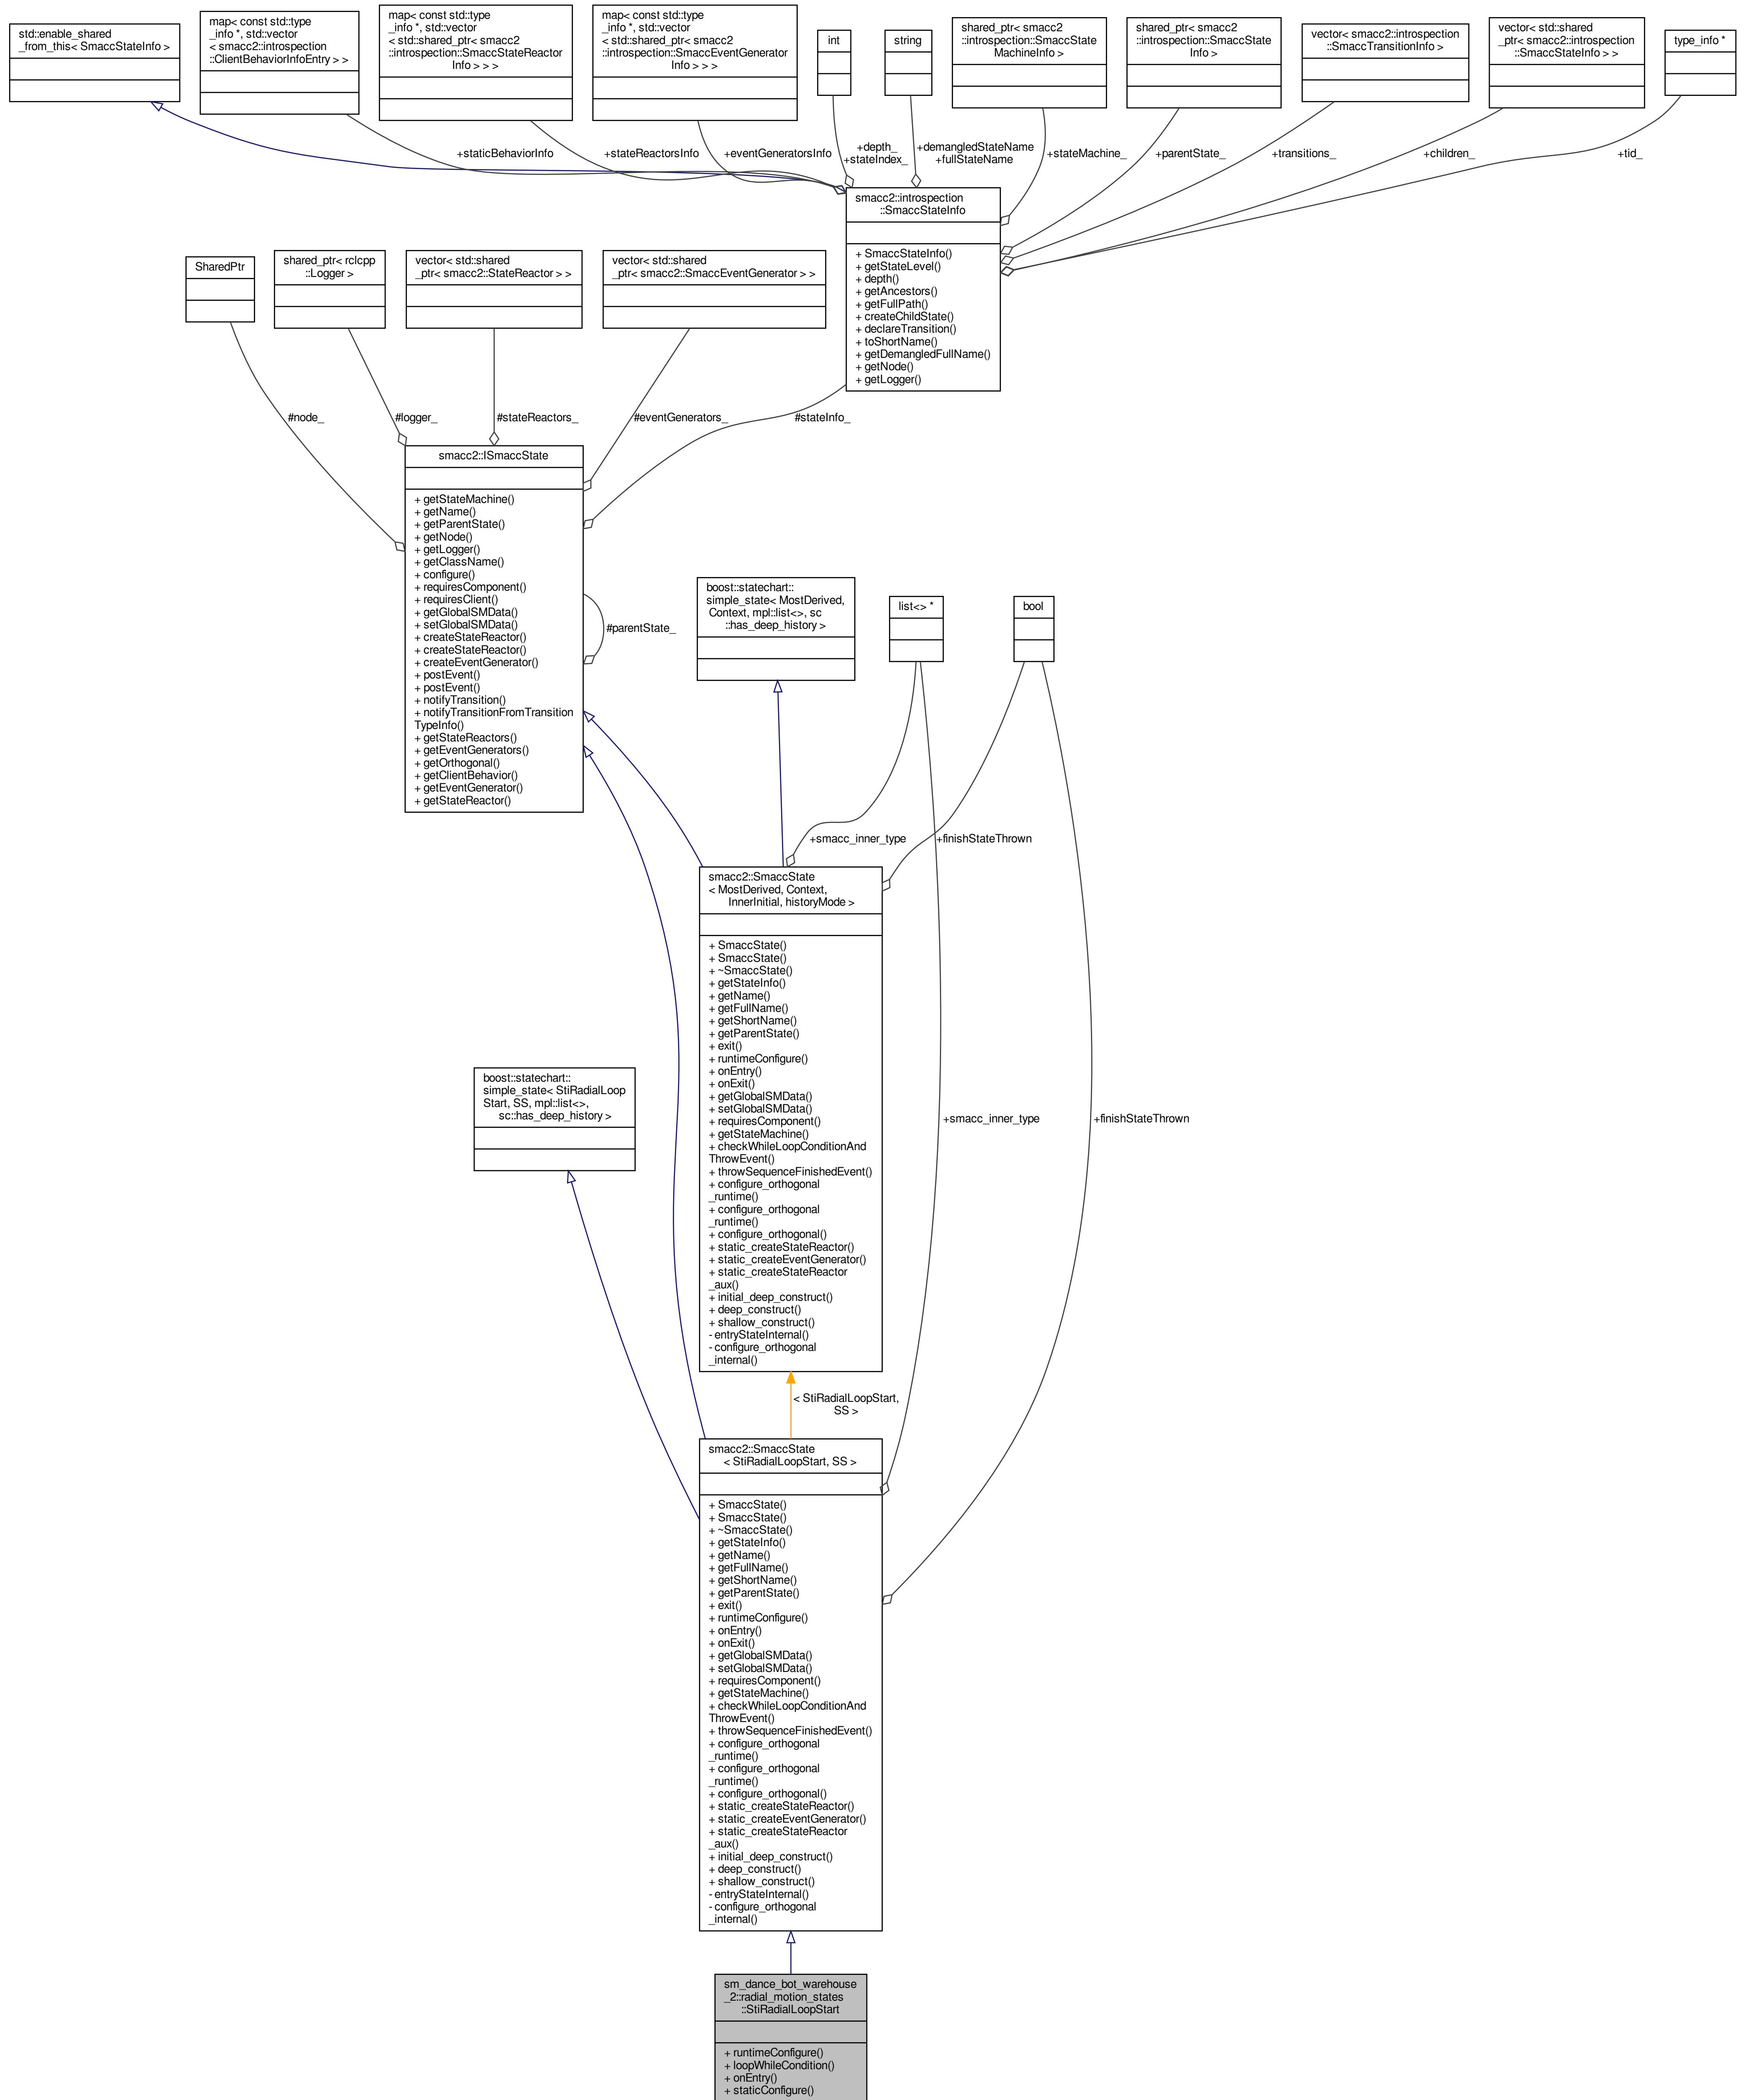 std::enable_shared
_from_this< SmaccStateInfo >
map< const std::type
_info *, std::vector
< smacc2::introspection
::ClientBehaviorInfoEntry > >
map< const std::type
_info *, std::vector
< std::shared_ptr< smacc2
::introspection::SmaccStateReactor
Info > > >
map< const std::type
_info *, std::vector
< std::shared_ptr< smacc2
::introspection::SmaccEventGenerator
Info > > >
int
string
shared_ptr< smacc2
::introspection::SmaccState
MachineInfo >
shared_ptr< smacc2
::introspection::SmaccState
Info >
vector< smacc2::introspection
::SmaccTransitionInfo >
vector< std::shared
_ptr< smacc2::introspection
::SmaccStateInfo > >
type_info *
+staticBehaviorInfo
+stateReactorsInfo
+eventGeneratorsInfo
+depth_
+stateIndex_
+demangledStateName
+fullStateName
+stateMachine_
+parentState_
+transitions_
+children_
+tid_
smacc2::introspection
::SmaccStateInfo
+ SmaccStateInfo()
+ getStateLevel()
+ depth()
+ getAncestors()
+ getFullPath()
+ createChildState()
+ declareTransition()
+ toShortName()
+ getDemangledFullName()
+ getNode()
+ getLogger()
SharedPtr
shared_ptr< rclcpp
::Logger >
vector< std::shared
_ptr< smacc2::StateReactor > >
vector< std::shared
_ptr< smacc2::SmaccEventGenerator > >
#node_
#logger_
#stateReactors_
#eventGenerators_
#stateInfo_
smacc2::ISmaccState
+ getStateMachine()
+ getName()
+ getParentState()
+ getNode()
+ getLogger()
+ getClassName()
+ configure()
+ requiresComponent()
+ requiresClient()
+ getGlobalSMData()
+ setGlobalSMData()
+ createStateReactor()
+ createStateReactor()
+ createEventGenerator()
+ postEvent()
+ postEvent()
+ notifyTransition()
+ notifyTransitionFromTransition
TypeInfo()
+ getStateReactors()
+ getEventGenerators()
+ getOrthogonal()
+ getClientBehavior()
+ getEventGenerator()
+ getStateReactor()
#parentState_
boost::statechart::
simple_state< MostDerived,
Context, mpl::list<>, sc
::has_deep_history >
list<> *
bool
+smacc_inner_type
+finishStateThrown
smacc2::SmaccState
< MostDerived, Context,
InnerInitial, historyMode >
+ SmaccState()
+ SmaccState()
+ ~SmaccState()
+ getStateInfo()
+ getName()
+ getFullName()
+ getShortName()
+ getParentState()
+ exit()
+ runtimeConfigure()
+ onEntry()
+ onExit()
+ getGlobalSMData()
+ setGlobalSMData()
+ requiresComponent()
+ getStateMachine()
+ checkWhileLoopConditionAnd
ThrowEvent()
+ throwSequenceFinishedEvent()
+ configure_orthogonal
_runtime()
+ configure_orthogonal
_runtime()
+ configure_orthogonal()
+ static_createStateReactor()
+ static_createEventGenerator()
+ static_createStateReactor
_aux()
+ initial_deep_construct()
+ deep_construct()
+ shallow_construct()
- entryStateInternal()
- configure_orthogonal
_internal()
boost::statechart::
simple_state< StiRadialLoop
Start, SS, mpl::list<>,
sc::has_deep_history >
+smacc_inner_type
+finishStateThrown
< StiRadialLoopStart,
SS >
smacc2::SmaccState
< StiRadialLoopStart, SS >
+ SmaccState()
+ SmaccState()
+ ~SmaccState()
+ getStateInfo()
+ getName()
+ getFullName()
+ getShortName()
+ getParentState()
+ exit()
+ runtimeConfigure()
+ onEntry()
+ onExit()
+ getGlobalSMData()
+ setGlobalSMData()
+ requiresComponent()
+ getStateMachine()
+ checkWhileLoopConditionAnd
ThrowEvent()
+ throwSequenceFinishedEvent()
+ configure_orthogonal
_runtime()
+ configure_orthogonal
_runtime()
+ configure_orthogonal()
+ static_createStateReactor()
+ static_createEventGenerator()
+ static_createStateReactor
_aux()
+ initial_deep_construct()
+ deep_construct()
+ shallow_construct()
- entryStateInternal()
- configure_orthogonal
_internal()
sm_dance_bot_warehouse
_2::radial_motion_states
::StiRadialLoopStart
+ runtimeConfigure()
+ loopWhileCondition()
+ onEntry()
+ staticConfigure()